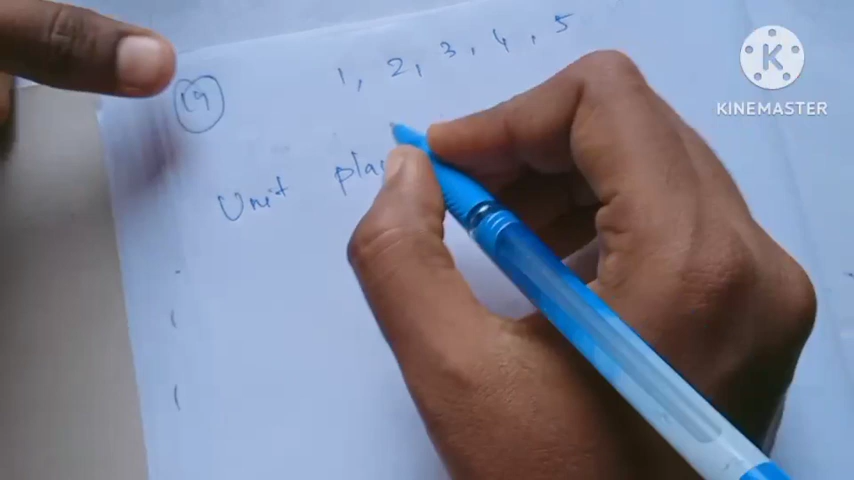 1, 2, 3, 4, 5
19
Unit
K
KINEMASTER